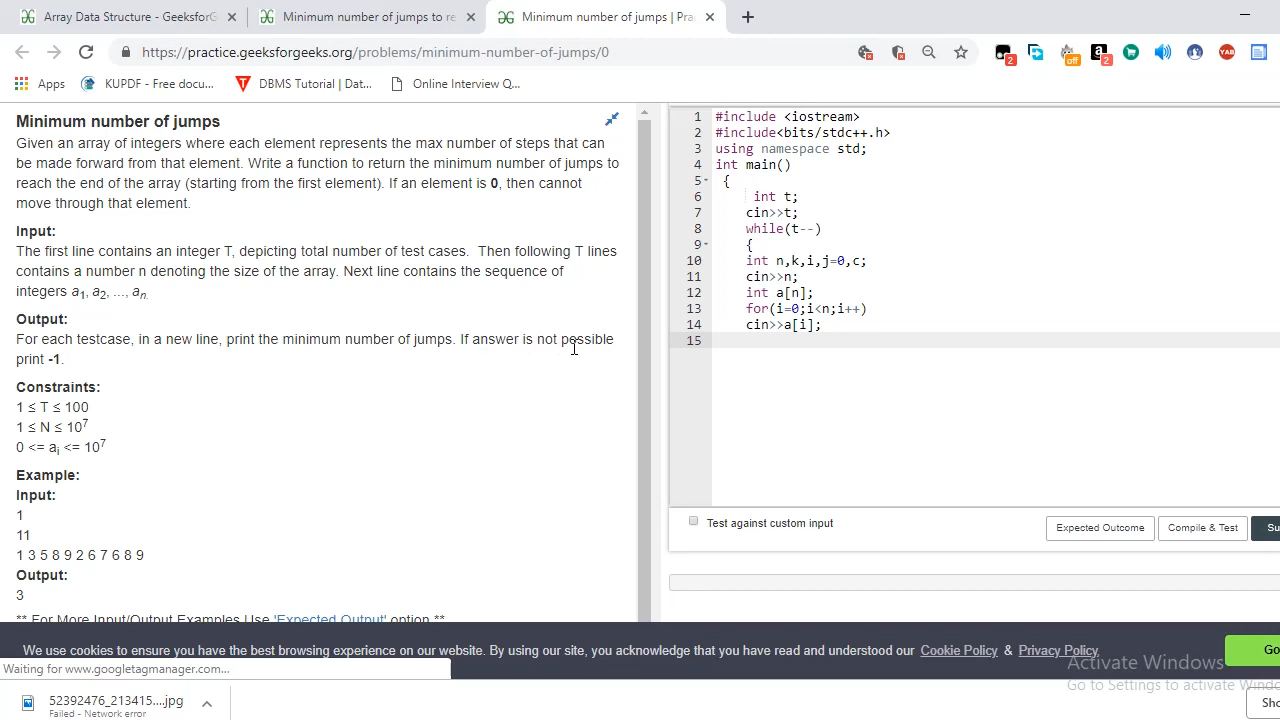 Array Data Structure - GeeksforG
Minimum number of jumps to re
Minimum number of jumps | Pra
https://practice.geeksforgeeks.org/problems/minimum-number-of-jumps/0
2
off
2
YAB
Apps
KUPDF - Free docu...
DBMS Tutorial | Dat...
Online Interview Q...
Minimum number of jumps
Given an array of integers where each element represents the max number of steps that can
be made forward from that element. Write a function to return the minimum number of jumps to
reach the end of the array (starting from the first element). If an element is 0, then cannot
move through that element.
Input:
The first line contains an integer T, depicting total number of test cases.  Then following T lines
contains a number n denoting the size of the array. Next line contains the sequence of
integers a1, a2, ..., an.
Output:
For each testcase, in a new line, print the minimum number of jumps. If answer is not possible
print -1.
Constraints:
1 ≤ T ≤ 100
1 ≤ N ≤ 10^7
0 <= ai <= 10^7
Example:
Input:
1
11
1 3 5 8 9 2 6 7 6 8 9
Output:
3
** For More Input/Output Examples Use 'Expected Output' option **
1 #include <iostream>
2 #include<bits/stdc++.h>
3 using namespace std;
4 int main()
5 {
6 int t;
7 cin>>t;
8 while(t--)
9 {
10 int n,k,i,j=0,c;
11 cin>>n;
12 int a[n];
13 for(i=0;i<n;i++)
14 cin>>a[i];
15
Test against custom input
Expected Outcome
Compile & Test
Su
We use cookies to ensure you have the best browsing experience on our website. By using our site, you acknowledge that you have read and understood our Cookie Policy & Privacy Policy
Go
Waiting for www.googletagmanager.com...
Activate Windows
Go to Settings to activate Windo
52392476_213415....jpg
Failed - Network error
Sho